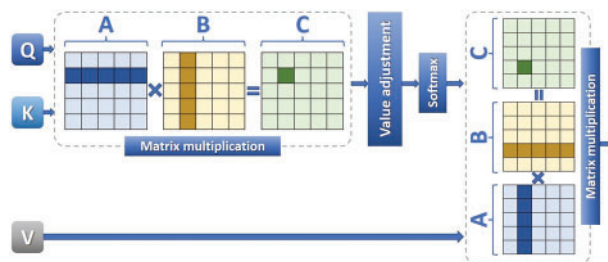 A B C
Q
K
×
=
Matrix multiplication
Value adjustment
Softmax
C
=
B
×
A
Matrix multiplication
V